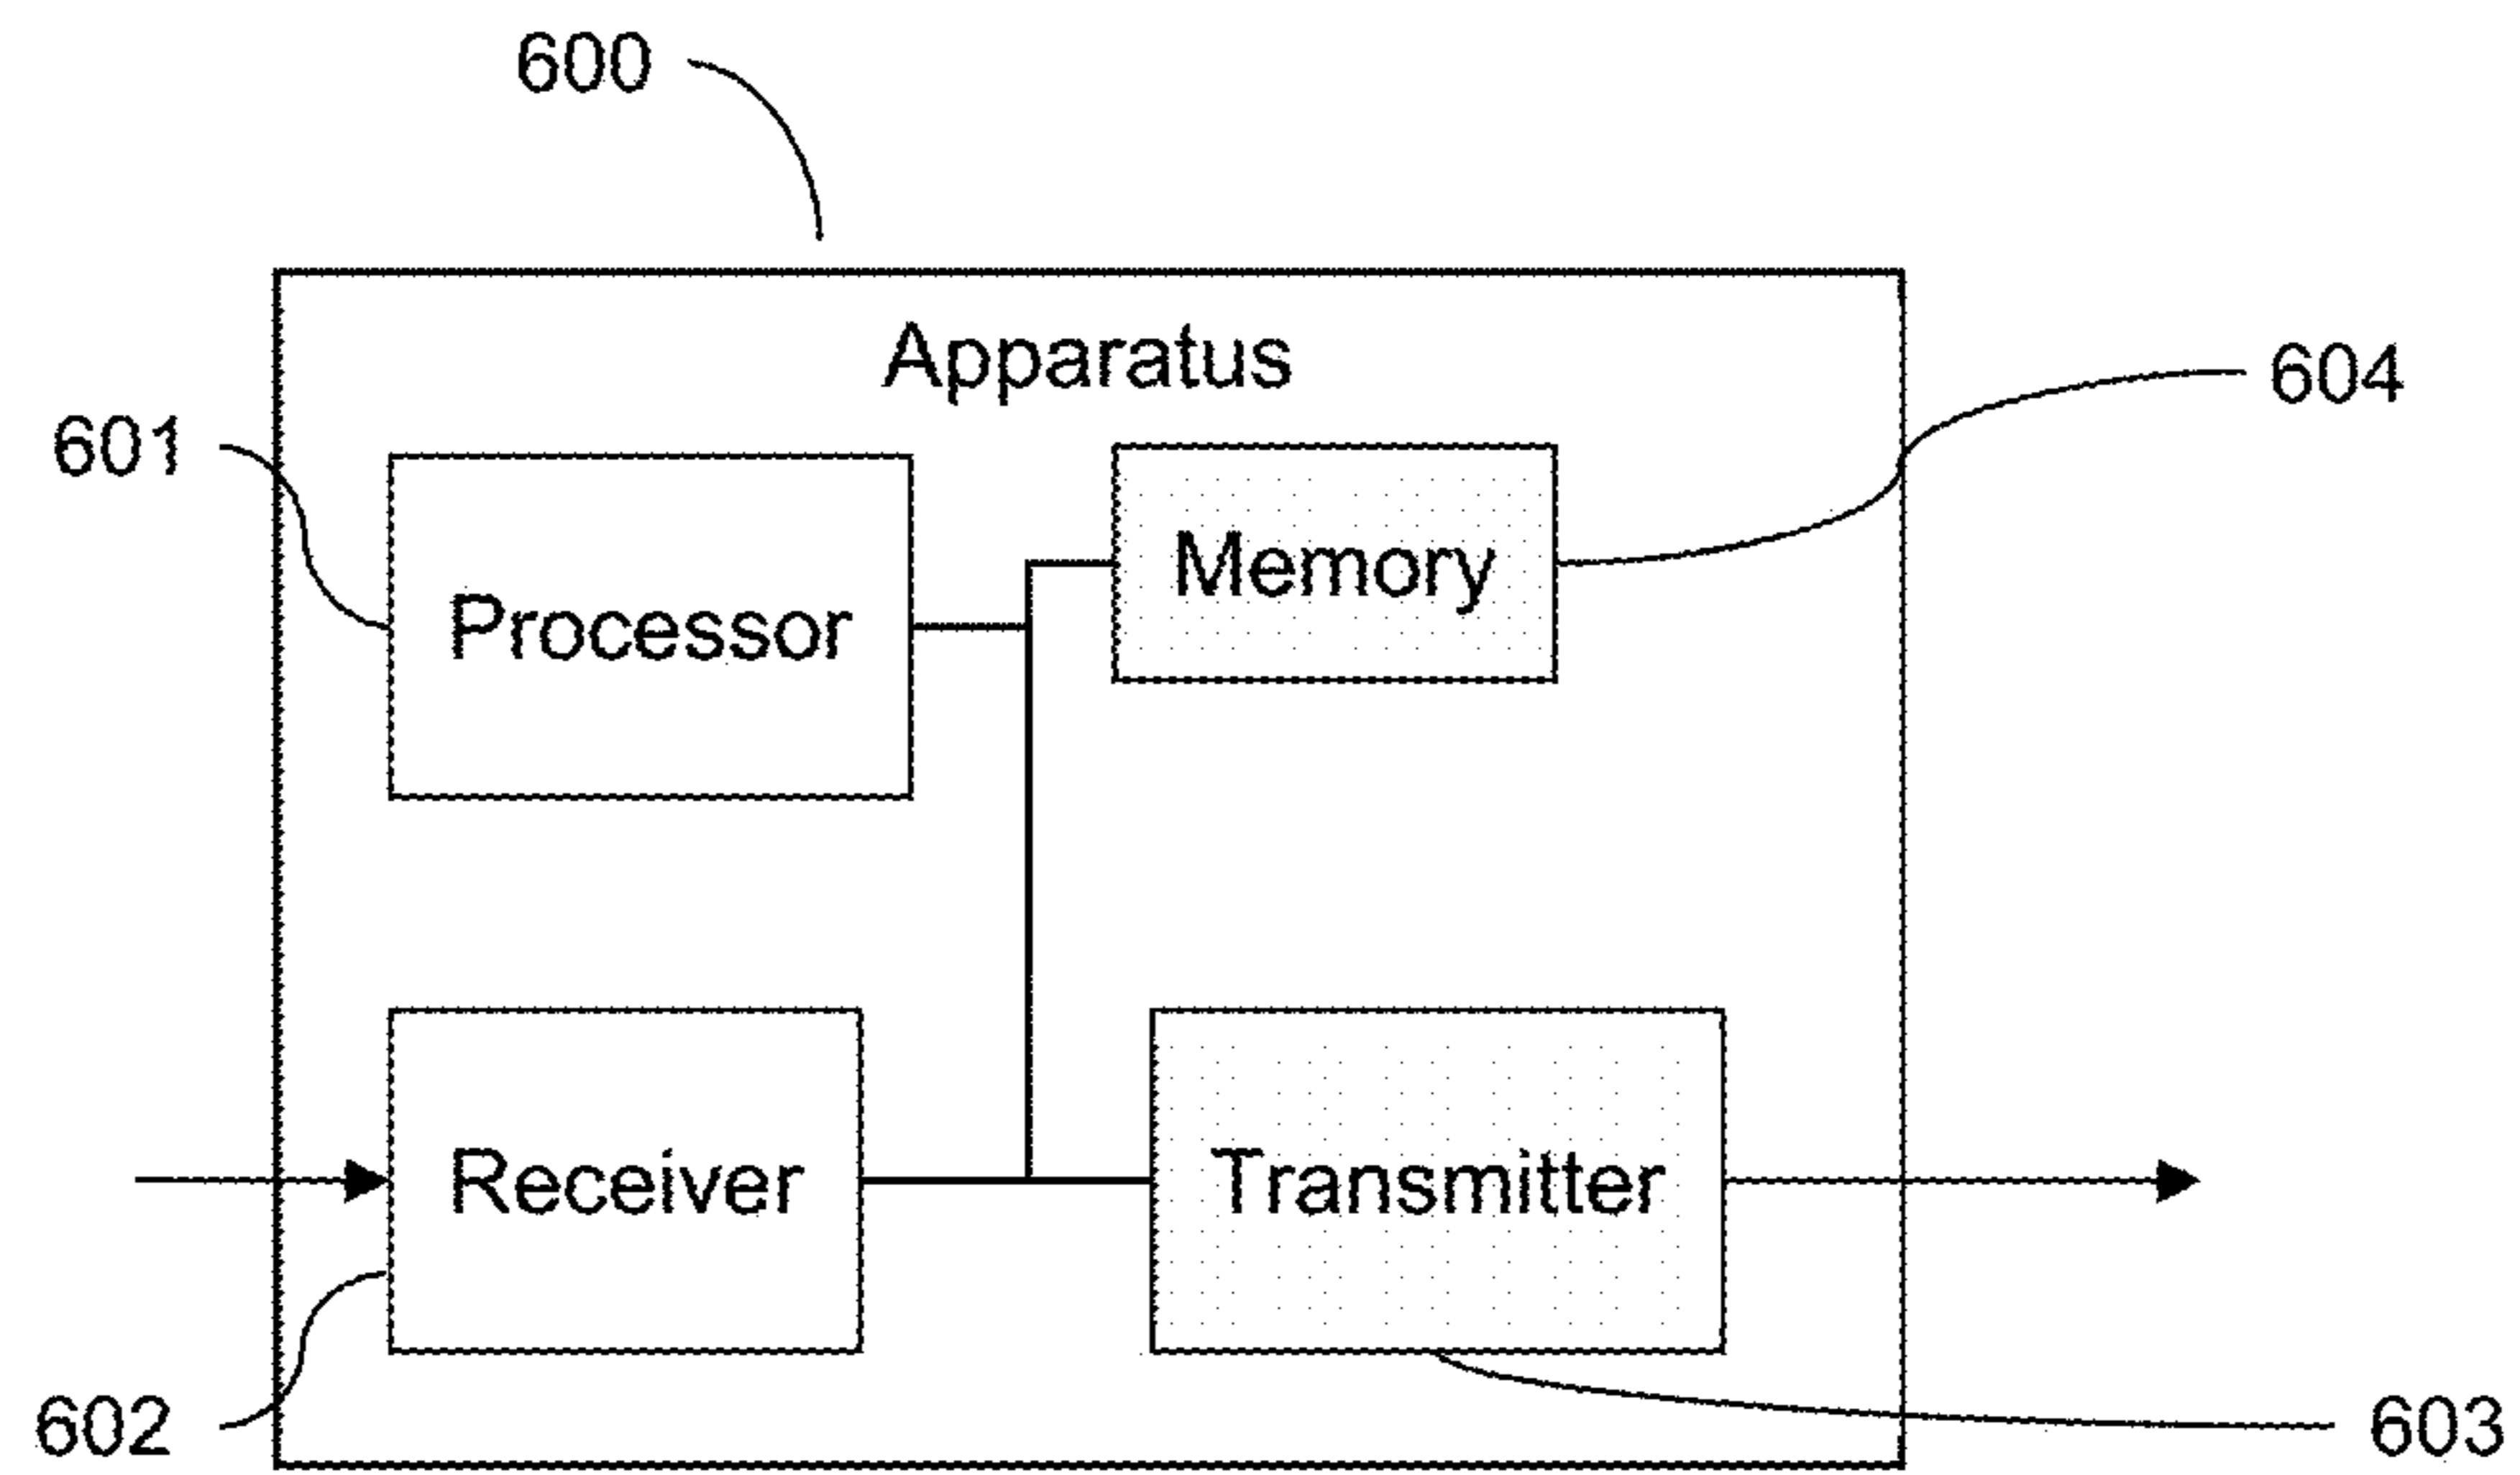 600
Apparatus
604
601
Memory
Processor
Receiver
Transmitter
602
603